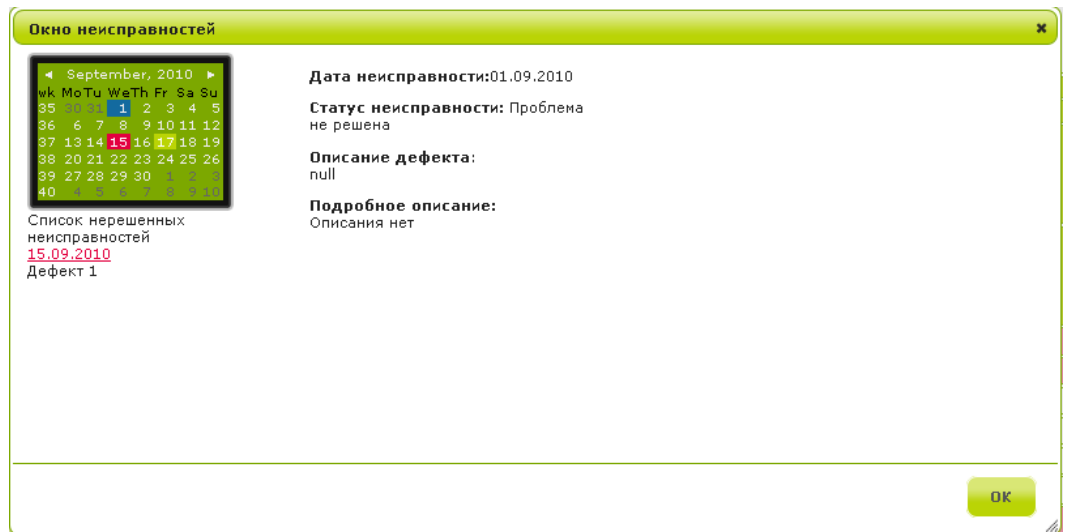 Окно неисправностей
September, 2010
wk Mo Tu We Th Fr Sa Su
35 30 31 1 2 3 4 5
36 6 7 8 9 10 11 12
37 13 14 15 16 17 18 19
38 20 21 22 23 24 25 26
39 27 28 29 30 1 2 3
40 4 5 6 7 8 9 10
Список нерешенных
неисправностей
15.09.2010
Дефект 1
Дата неисправности:01.09.2010
Статус неисправности: Проблема
не решена
Описание дефекта:
null
Подробное описание:
Описания нет
ОК